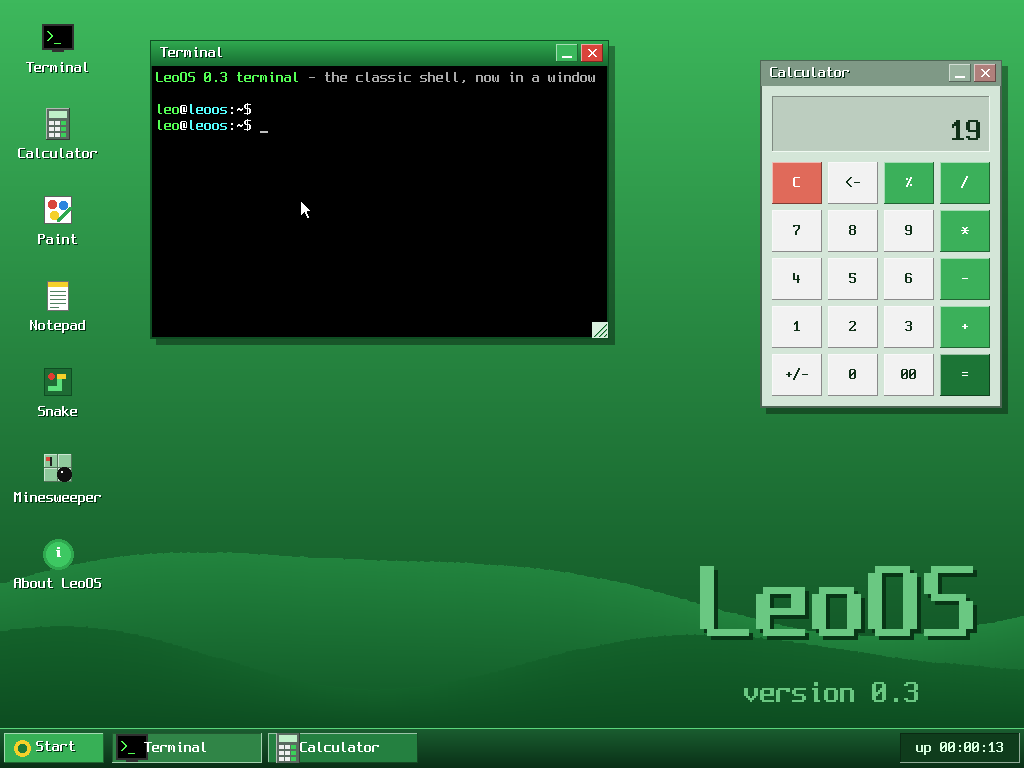 Terminal
Calculator
Paint
Notepad
Snake
Minesweeper
About LeoOS
Terminal
LeoOS 0.3 terminal - the classic shell, now in a window
leo@leoos:~$
leo@leoos:~$ _
Calculator
19
C <- % /
7 8 9 *
4 5 6 -
1 2 3 +
+/- 0 00 =
LeoOS
version 0.3
Start
Terminal
Calculator
up 00:00:13